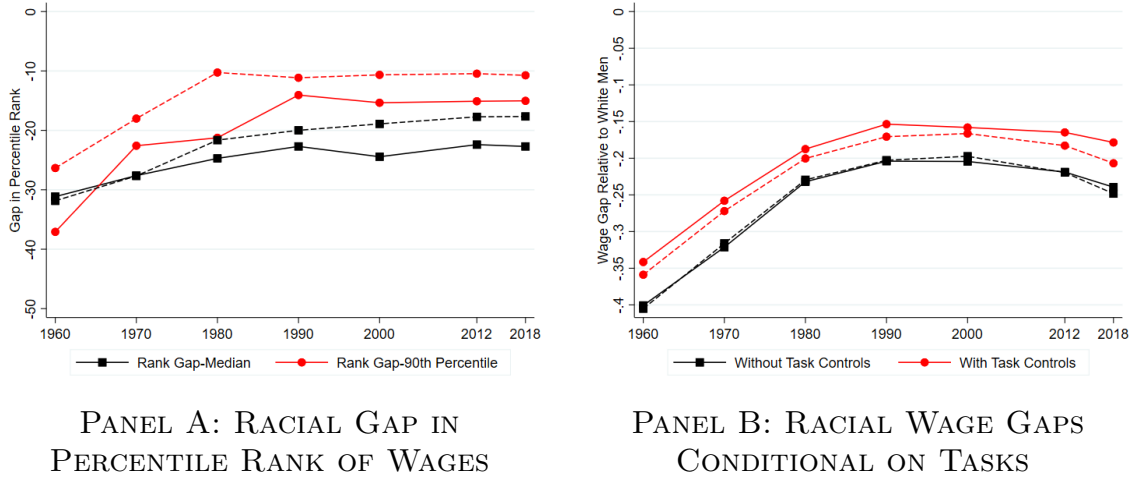 Gap in Percentile Rank
0
-10
-20
-30
-40
-50
1960 1970 1980 1990 2000 2012 2018
Rank Gap-Median Rank Gap-90th Percentile
PANEL A: RACIAL GAP IN
PERCENTILE RANK OF WAGES
Wage Gap Relative to White Men
0
-.05
-.1
-.15
-.2
-.25
-.3
-.35
-.4
1960 1970 1980 1990 2000 2012 2018
Without Task Controls With Task Controls
PANEL B: RACIAL WAGE GAPS
CONDITIONAL ON TASKS